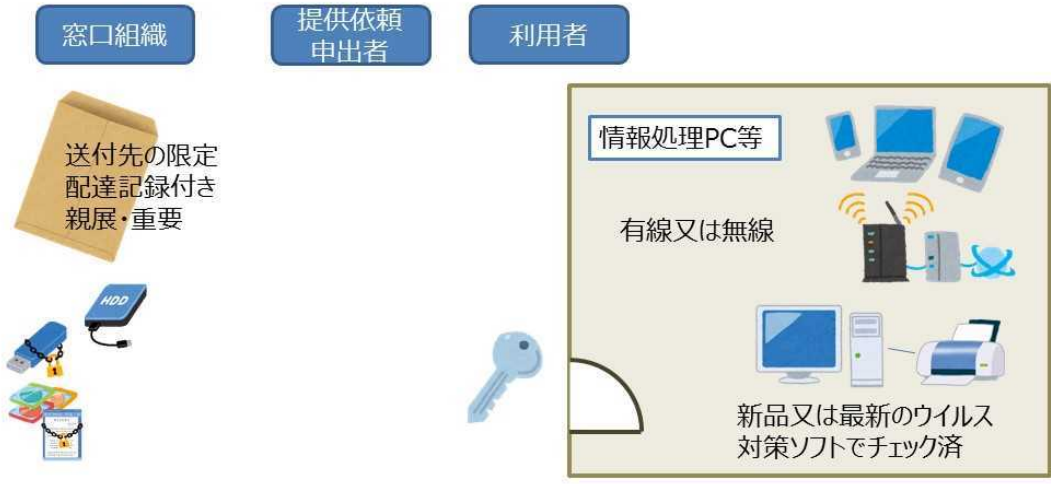 窓口組織
提供依頼
申出者
利用者
送付先の限定
配達記録付き
親展・重要
情報処理PC等
有線又は無線
HDD
新品又は最新のウイルス
対策ソフトでチェック済